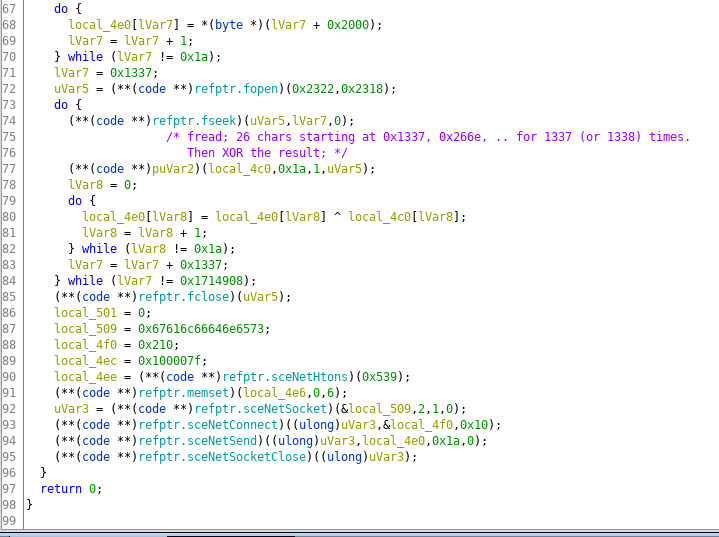 67 do {
68 local_4e0[lVar7] = *(byte *)(lVar7 + 0x2000);
69 lVar7 = lVar7 + 1;
70 } while (lVar7 != 0x1a);
71 lVar7 = 0x1337;
72 uVar5 = (**(code **)refptr.fopen)(0x2322,0x2318);
73 do {
74 (**(code **)refptr.fseek)(uVar5,lVar7,0);
75 /* fread; 26 chars starting at 0x1337, 0x266e, .. for 1337 (or 1338) times.
76 Then XOR the result; */
77 (**(code **)puVar2)(local_4c0,0x1a,1,uVar5);
78 lVar8 = 0;
79 do {
80 local_4e0[lVar8] = local_4e0[lVar8] ^ local_4c0[lVar8];
81 lVar8 = lVar8 + 1;
82 } while (lVar8 != 0x1a);
83 lVar7 = lVar7 + 0x1337;
84 } while (lVar7 != 0x1714908);
85 (**(code **)refptr.fclose)(uVar5);
86 local_501 = 0;
87 local_509 = 0x67616c66646e6573;
88 local_4f0 = 0x210;
89 local_4ec = 0x100007f;
90 local_4ee = (**(code **)refptr.sceNetHtons)(0x539);
91 (**(code **)refptr.memset)(local_4e6,0,6);
92 uVar3 = (**(code **)refptr.sceNetSocket)(&local_509,2,1,0);
93 (**(code **)refptr.sceNetConnect)((ulong)uVar3,&local_4f0,0x10);
94 (**(code **)refptr.sceNetSend)((ulong)uVar3,local_4e0,0x1a,0);
95 (**(code **)refptr.sceNetSocketClose)((ulong)uVar3);
96 }
97 return 0;
98 }
99